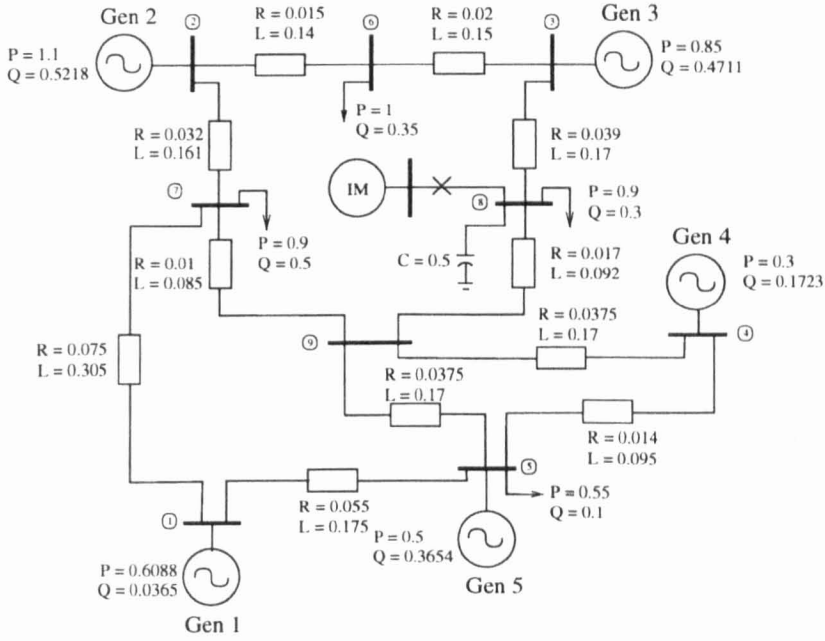 Gen 2
P = 1.1
Q = 0.5218
2
R = 0.015
L = 0.14
6
R = 0.02
L = 0.15
3
Gen 3
P = 0.85
Q = 0.4711
P = 1
Q = 0.35
R = 0.032
L = 0.161
R = 0.039
L = 0.17
7
IM
8
P = 0.9
Q = 0.3
P = 0.9
Q = 0.5
R = 0.01
L = 0.085
C = 0.5
R = 0.017
L = 0.092
Gen 4
P = 0.3
Q = 0.1723
R = 0.0375
L = 0.17
9
4
R = 0.075
L = 0.305
R = 0.0375
L = 0.17
R = 0.014
L = 0.095
5
P = 0.55
Q = 0.1
R = 0.055
L = 0.175
1
P = 0.5
Q = 0.3654
Gen 5
P = 0.6088
Q = 0.0365
Gen 1